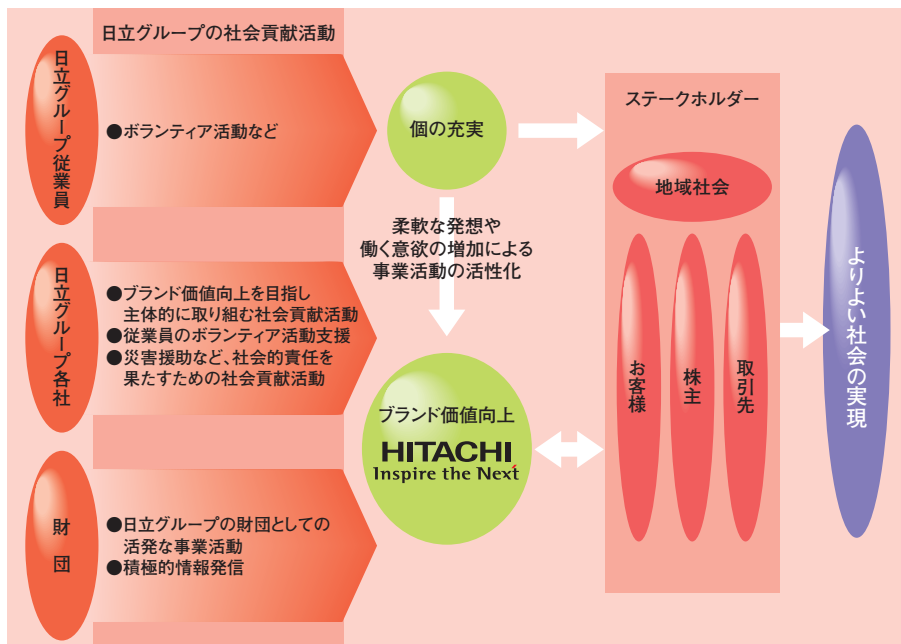 日立グループの社会貢献活動
日立グループ従業員
●ボランティア活動など
個の充実
柔軟な発想や
働く意欲の増加による
事業活動の活性化
日立グループ各社
●ブランド価値向上を目指し
主体的に取り組む社会貢献活動
●従業員のボランティア活動支援
●災害援助など、社会的責任を
果たすための社会貢献活動
ブランド価値向上
HITACHI
Inspire the Next
財団
●日立グループの財団としての
活発な事業活動
●積極的情報発信
ステークホルダー
地域社会
お客様
株主
取引先
よりよい社会の実現